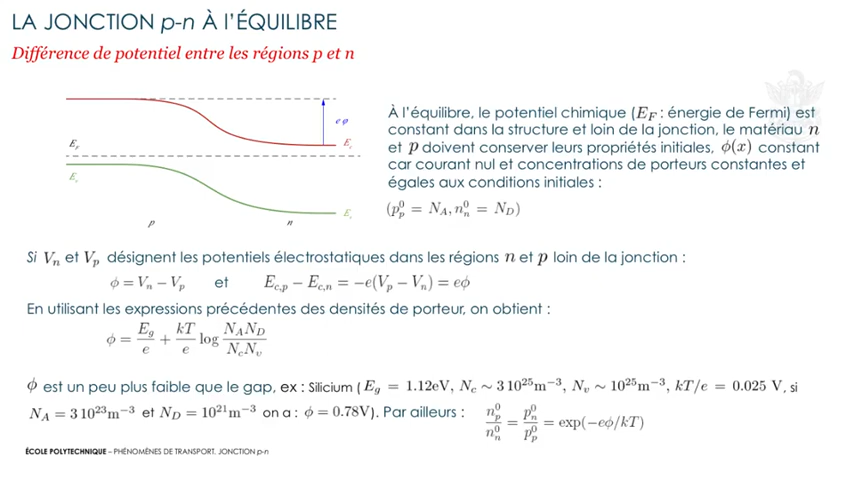 LA JONCTION p-n À L'ÉQUILIBRE
Différence de potentiel entre les régions p et n
À l'équilibre, le potentiel chimique (E_F : énergie de Fermi) est
constant dans la structure et loin de la jonction, le matériau n
et p doivent conserver leurs propriétés initiales, ϕ(x) constant
car courant nul et concentrations de porteurs constantes et
égales aux conditions initiales :
(p_p^0 = N_A, n_n^0 = N_D)
eφ
E_c
E_F
E_v
E_v
p
n
Si V_n et V_p désignent les potentiels électrostatiques dans les régions n et p loin de la jonction :
ϕ = V_n − V_p et E_{c,p} − E_{c,n} = −e(V_p − V_n) = eϕ
En utilisant les expressions précédentes des densités de porteur, on obtient :
ϕ = E_g/e + kT/e log N_A N_D / N_c N_v
ϕ est un peu plus faible que le gap, ex : Silicium ( E_g = 1.12eV, N_c ∼ 3 10^25 m^−3, N_v ∼ 10^25 m^−3, kT/e = 0.025 V, si
N_A = 3 10^23 m^−3 et N_D = 10^21 m^−3 on a : ϕ = 0.78V). Par ailleurs : n_p^0/n_n^0 = p_n^0/p_p^0 = exp(−eϕ/kT)
ÉCOLE POLYTECHNIQUE – PHÉNOMÈNES DE TRANSPORT. JONCTION p-n